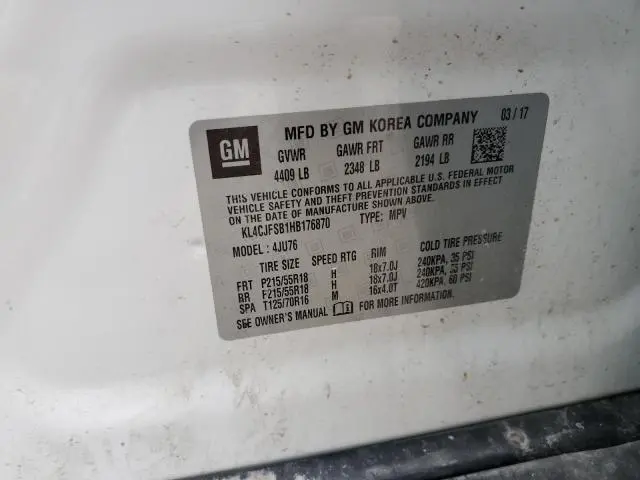 GM
MFD BY GM KOREA COMPANY 03 / 17
GVWR GAWR FRT GAWR RR
4409 LB 2348 LB 2194 LB
THIS VEHICLE CONFORMS TO ALL APPLICABLE U.S. FEDERAL MOTOR
VEHICLE SAFETY AND THEFT PREVENTION STANDARDS IN EFFECT
ON THE DATE OF MANUFACTURE SHOWN ABOVE.
KL4CJFSB1HB176870 TYPE: MPV
MODEL: 4JU76
TIRE SIZE SPEED RTG RIM COLD TIRE PRESSURE
FRT P215/55R18 H 18x7.0J 240KPA, 35 PSI
RR P215/55R18 H 18x7.0J 240KPA, 35 PSI
SPA T125/70R16 M 16x4.0T 420KPA, 60 PSI
SEE OWNER'S MANUAL FOR MORE INFORMATION.